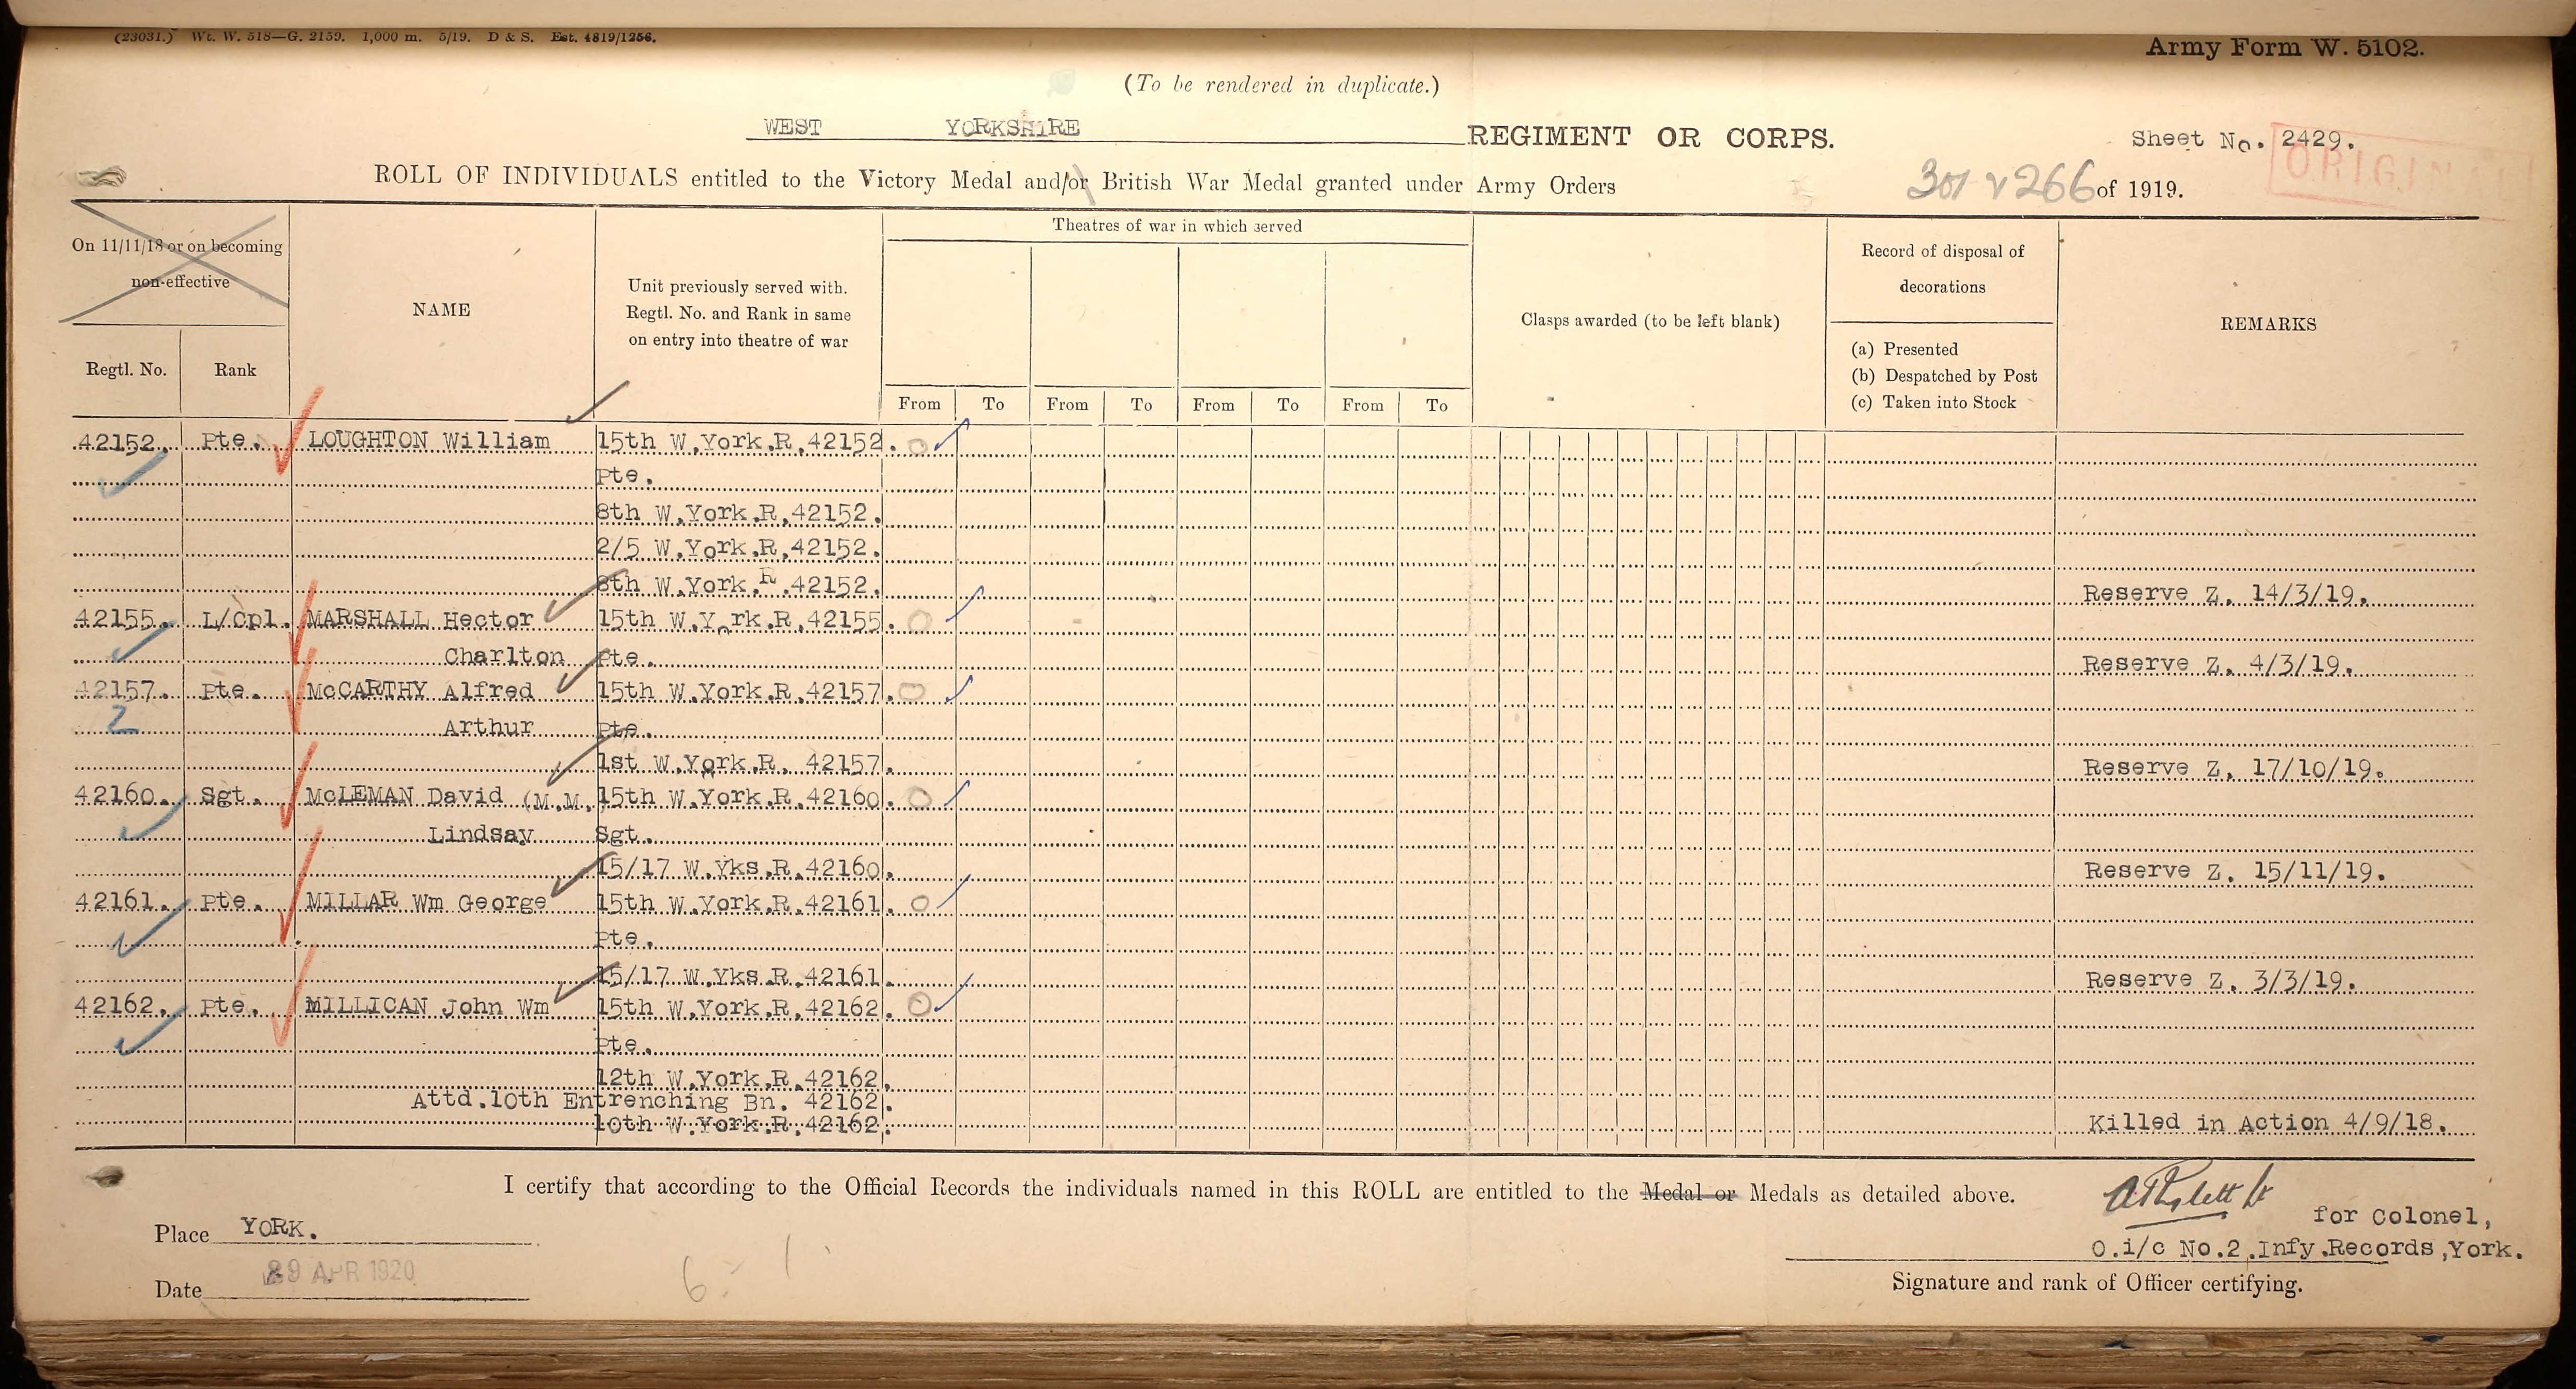 (23031.) Wt. W. 518—G. 2159. 1,000 m. 5/19. D & S. Est. 4819/1256.
Army Form W. 5102.
(To be rendered in duplicate.)
WEST YORKSHIRE REGIMENT OR CORPS.
Sheet No. 2429.
ORIGINAL
ROLL OF INDIVIDUALS entitled to the Victory Medal and/or British War Medal granted under Army Orders 301 v 266 of 1919.
On 11/11/18 or on becoming
non-effective
Regtl. No. Rank
NAME
Unit previously served with.
Regtl. No. and Rank in same
on entry into theatre of war
Theatres of war in which served
From To From To From To From To
Clasps awarded (to be left blank)
Record of disposal of
decorations
(a) Presented
(b) Despatched by Post
(c) Taken into Stock
REMARKS
42152. Pte. LOUGHTON William 15th W.York.R.42152.
Pte.
8th W.York.R.42152.
2/5 W.York.R.42152.
8th W.York.R.42152. Reserve Z. 14/3/19.
42155. L/Cpl. MARSHALL Hector 15th W.York.R.42155.
Charlton Pte. Reserve Z. 4/3/19.
42157. Pte. McCARTHY Alfred 15th W.York.R.42157.
2 Arthur Pte.
1st W.York.R. 42157. Reserve Z. 17/10/19.
42160. Sgt. McLEMAN David (M.M. 15th W.York.R.42160.
Lindsay Sgt.
15/17 W.Yks.R.42160. Reserve Z. 15/11/19.
42161. Pte. MILLAR Wm George 15th W.York.R.42161.
Pte.
15/17 W.Yks.R.42161. Reserve Z. 3/3/19.
42162. Pte. MILLICAN John Wm 15th W.York.R.42162.
Pte.
12th W.York.R.42162.
Attd.10th Entrenching Bn. 42162.
10th W.York.R.42162. Killed in Action 4/9/18.
I certify that according to the Official Records the individuals named in this ROLL are entitled to the Medal or Medals as detailed above.
Place YORK.
for Colonel,
O.i/c No.2.Infy.Records,York.
Date 29 APR 1920
Signature and rank of Officer certifying.